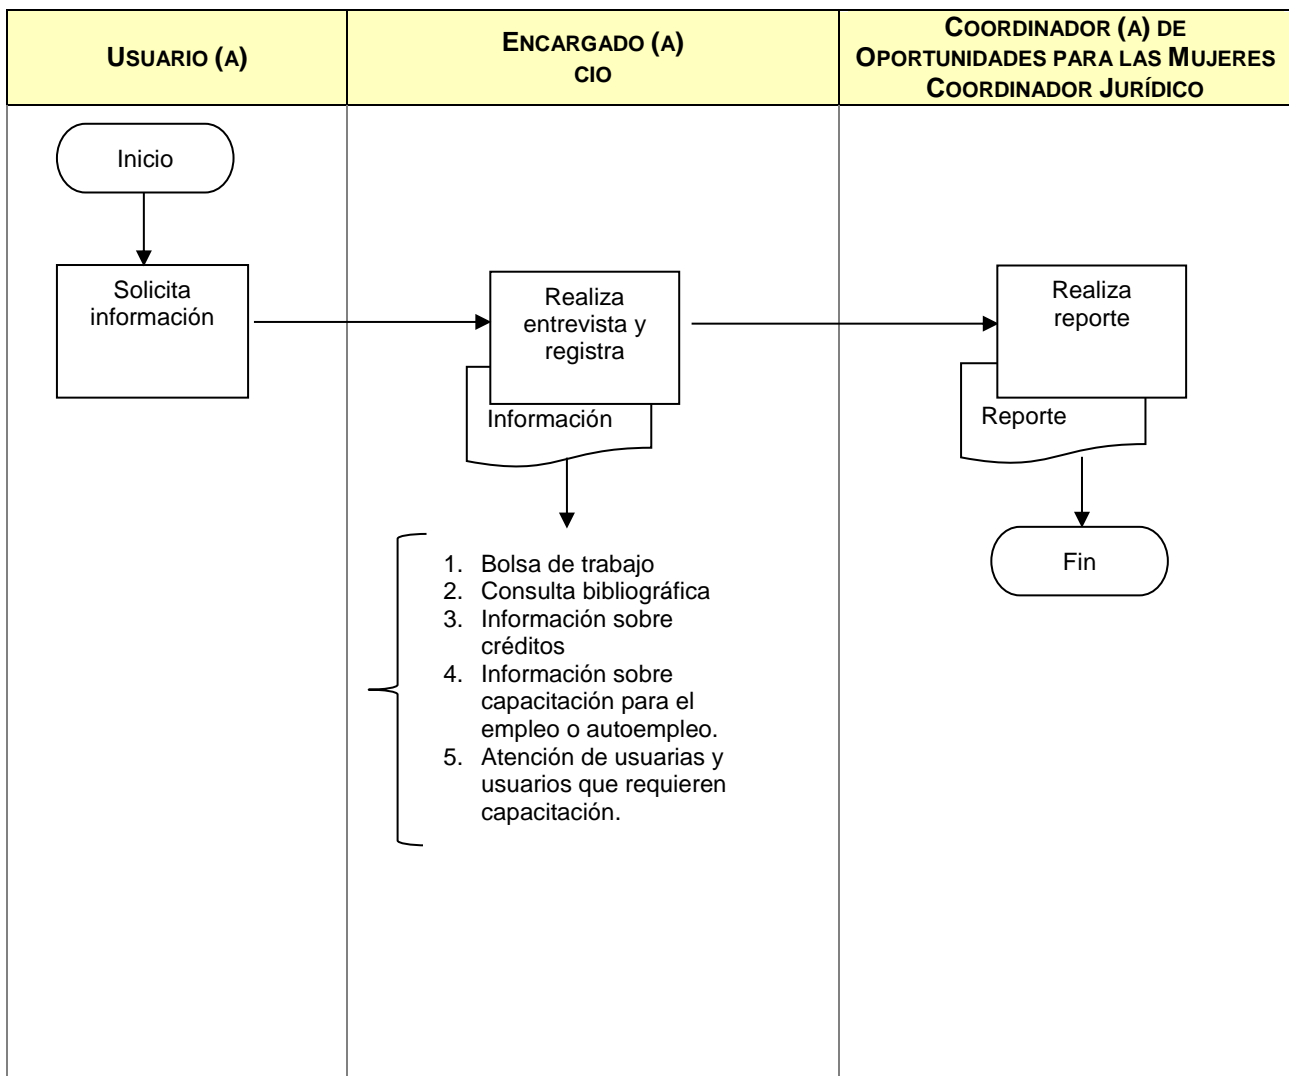 USUARIO (A)
ENCARGADO (A)
CIO
COORDINADOR (A) DE
OPORTUNIDADES PARA LAS MUJERES
COORDINADOR JURÍDICO
Inicio
Solicita
información
Realiza
entrevista y
registra
Información
Realiza
reporte
Reporte
Fin
1. Bolsa de trabajo
2. Consulta bibliográfica
3. Información sobre
créditos
4. Información sobre
capacitación para el
empleo o autoempleo.
5. Atención de usuarias y
usuarios que requieren
capacitación.